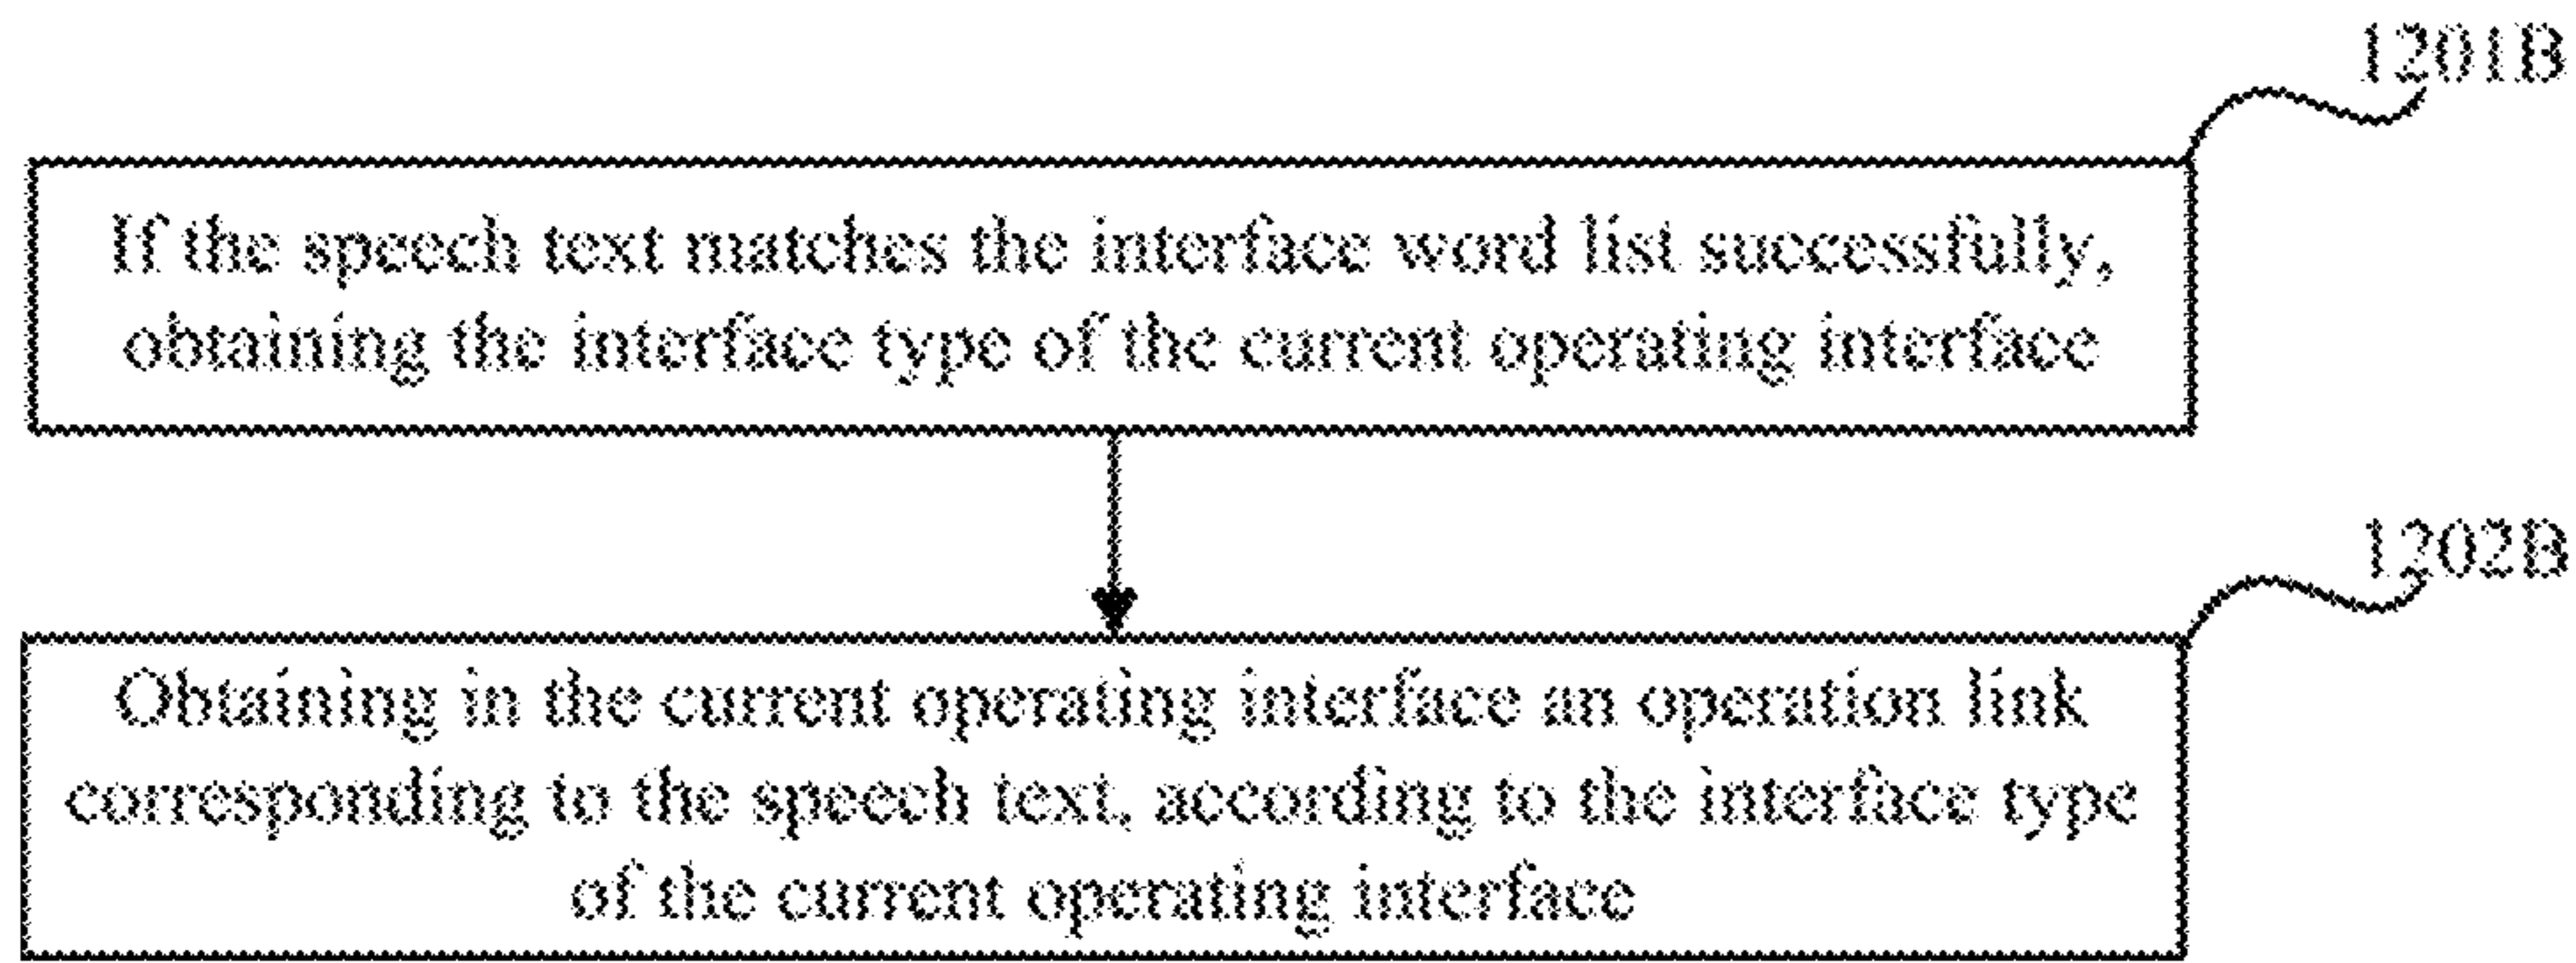 1201B
If the speech text matches the interface word list successfully,
obtaining the interface type of the current operating interface
1202B
Obtaining in the current operating interface an operation link
corresponding to the speech text, according to the interface type
of the current operating interface